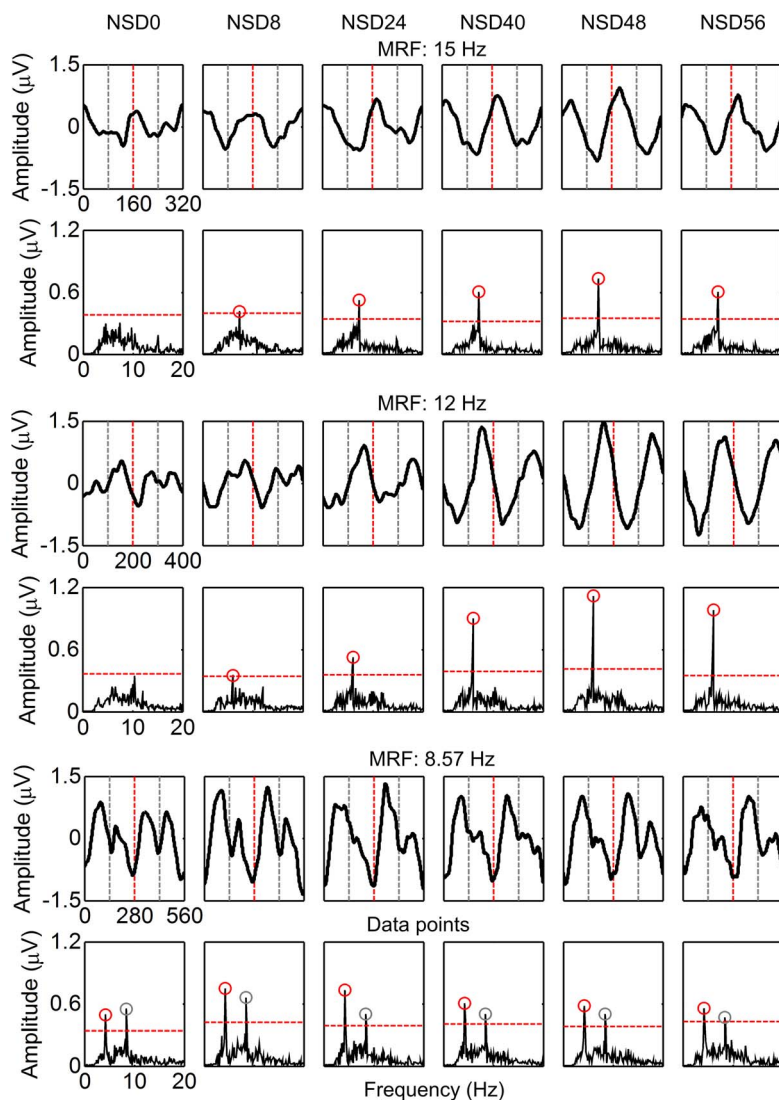 NSD0 NSD8 NSD24 NSD40 NSD48 NSD56
MRF: 15 Hz
Amplitude (μV)
1.5
0
-1.5
0 160 320
Amplitude (μV)
1.2
0.6
0
0 10 20
MRF: 12 Hz
Amplitude (μV)
1.5
0
-1.5
0 200 400
Amplitude (μV)
1.2
0.6
0
0 10 20
MRF: 8.57 Hz
Amplitude (μV)
1.5
0
-1.5
0 280 560
Data points
Amplitude (μV)
1.2
0.6
0
0 10 20
Frequency (Hz)